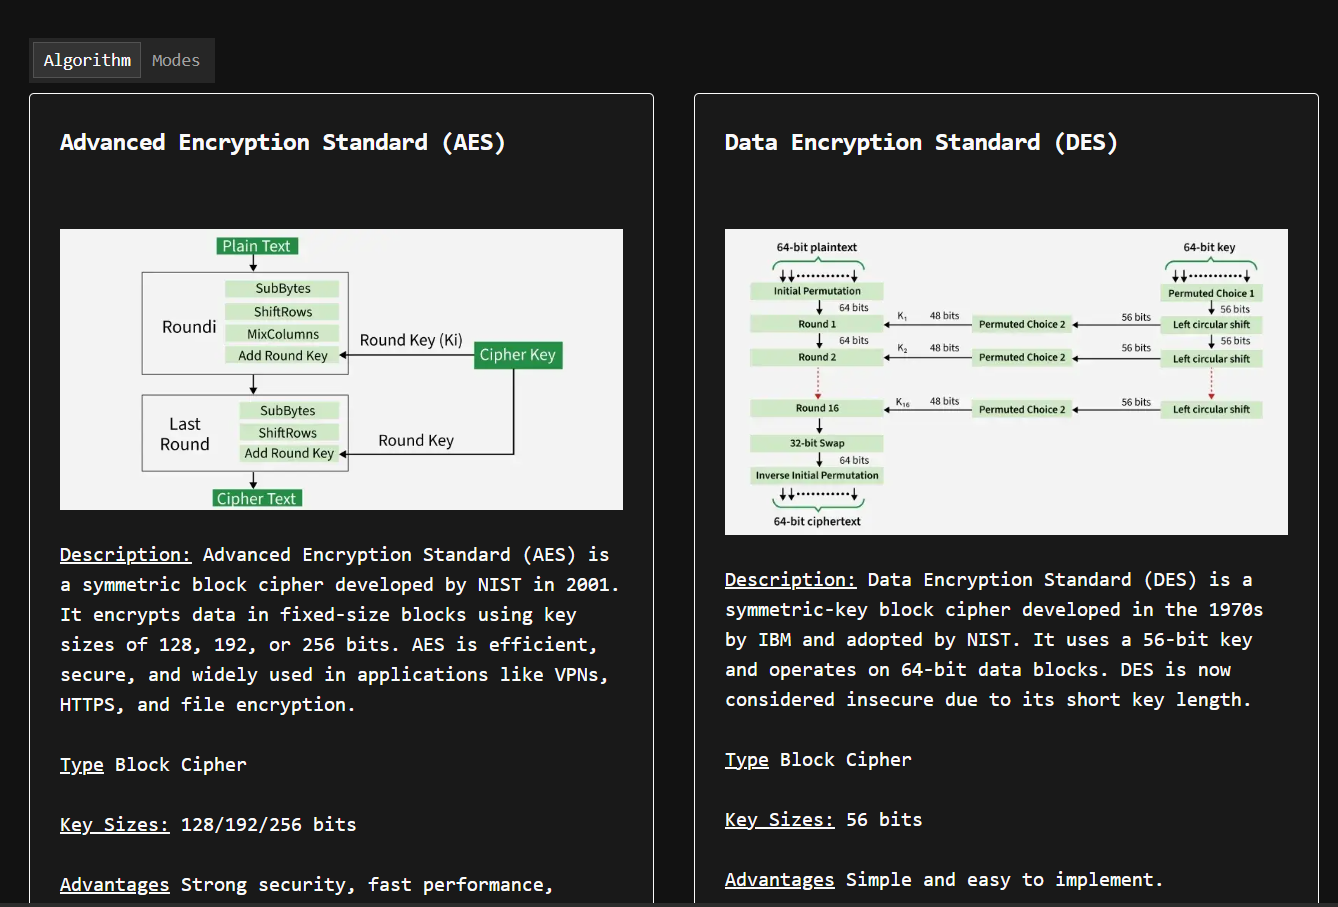 Algorithm Modes
Advanced Encryption Standard (AES)
Plain Text
SubBytes
ShiftRows
Roundi
MixColumns
Add Round Key
Round Key (Ki)
Cipher Key
SubBytes
Last
ShiftRows
Round
Add Round Key
Round Key
Cipher Text
Description: Advanced Encryption Standard (AES) is
a symmetric block cipher developed by NIST in 2001.
It encrypts data in fixed-size blocks using key
sizes of 128, 192, or 256 bits. AES is efficient,
secure, and widely used in applications like VPNs,
HTTPS, and file encryption.
Type Block Cipher
Key Sizes: 128/192/256 bits
Advantages Strong security, fast performance,
Data Encryption Standard (DES)
64-bit plaintext 64-bit key
Initial Permutation Permuted Choice 1
64 bits 56 bits
Round 1 K1 48 bits Permuted Choice 2 56 bits Left circular shift
64 bits 56 bits
Round 2 K2 48 bits Permuted Choice 2 56 bits Left circular shift
Round 16 K16 48 bits Permuted Choice 2 56 bits Left circular shift
32-bit Swap
64 bits
Inverse Initial Permutation
64-bit ciphertext
Description: Data Encryption Standard (DES) is a
symmetric-key block cipher developed in the 1970s
by IBM and adopted by NIST. It uses a 56-bit key
and operates on 64-bit data blocks. DES is now
considered insecure due to its short key length.
Type Block Cipher
Key Sizes: 56 bits
Advantages Simple and easy to implement.